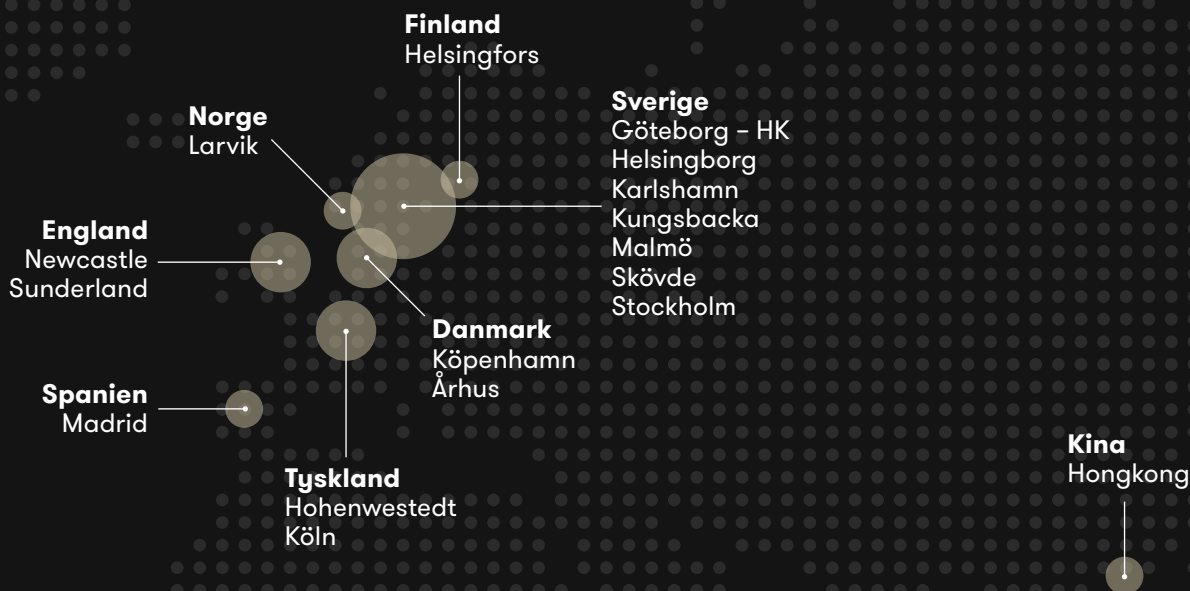 Finland
Helsingfors
Norge
Larvik
Sverige
Göteborg – HK
Helsingborg
Karlshamn
Kungsbacka
Malmö
Skövde
Stockholm
England
Newcastle
Sunderland
Danmark
Köpenhamn
Århus
Spanien
Madrid
Tyskland
Hohenwestedt
Köln
Kina
Hongkong